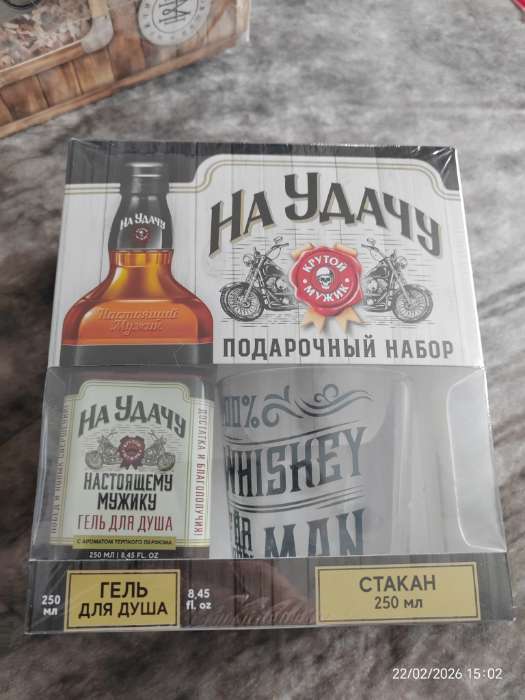 НА УДАЧУ
НА УДАЧУ
КРУТОЙ
МУЖИК
Настоящий
Мужик
ПОДАРОЧНЫЙ НАБОР
НА УДАЧУ
НАСТОЯЩЕМУ
МУЖИКУ
ГЕЛЬ ДЛЯ ДУША
С АРОМАТОМ ТЕРПКОГО ПАРФЮМА
250 МЛ | 8,45 FL. OZ
ДОСТАТКА И БЛАГОПОЛУЧИЯ!
100%
WHISKEY
FOR
MAN
250
мл
ГЕЛЬ
ДЛЯ ДУША
8,45
fl. oz
СТАКАН
250 мл
22/02/2026 15:02